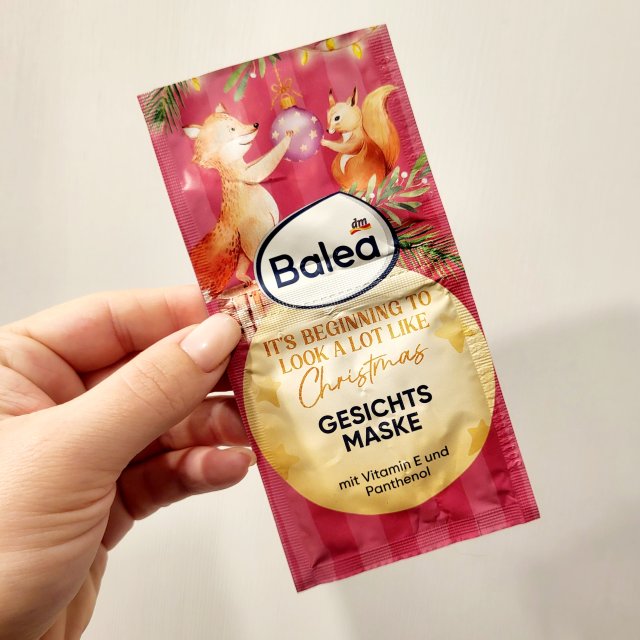 dm
Balea
IT'S BEGINNING TO
LOOK A LOT LIKE
Christmas
GESICHTS
MASKE
mit Vitamin E und
Panthenol